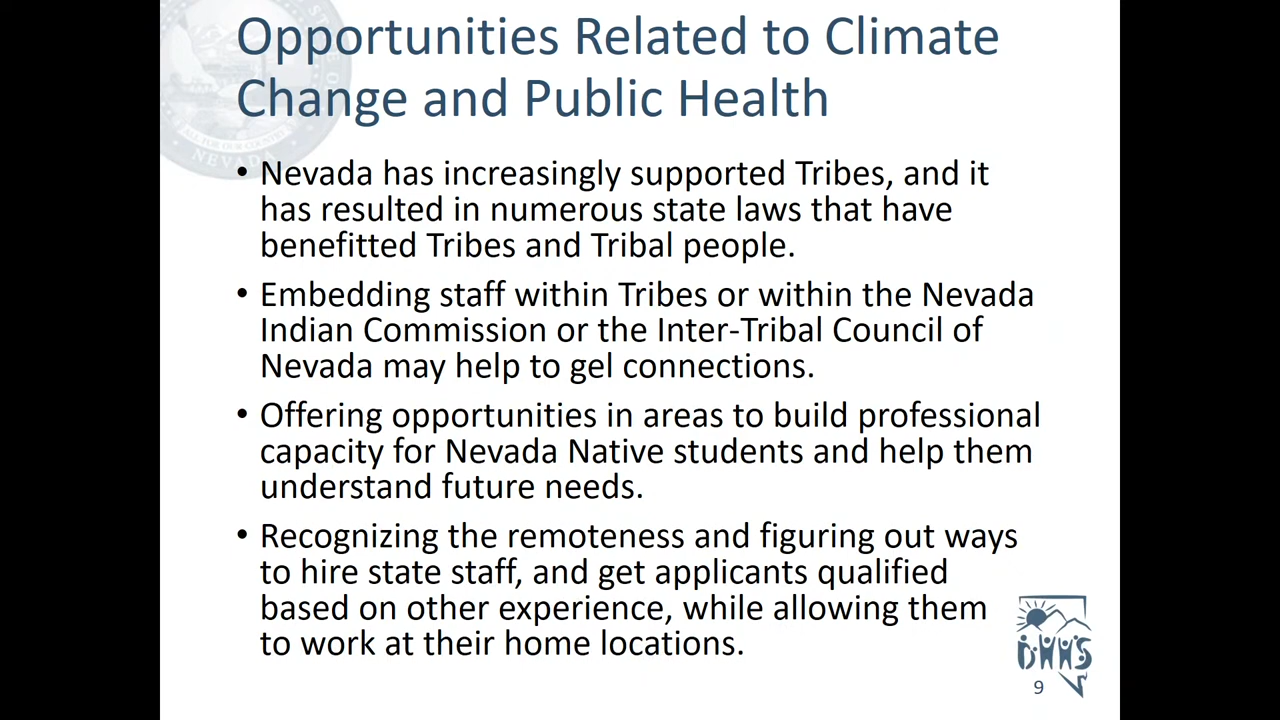 Opportunities Related to Climate
Change and Public Health
ALL FOR OUR COUNTRY
NEVADA
• Nevada has increasingly supported Tribes, and it
has resulted in numerous state laws that have
benefitted Tribes and Tribal people.
• Embedding staff within Tribes or within the Nevada
Indian Commission or the Inter-Tribal Council of
Nevada may help to gel connections.
• Offering opportunities in areas to build professional
capacity for Nevada Native students and help them
understand future needs.
• Recognizing the remoteness and figuring out ways
to hire state staff, and get applicants qualified
based on other experience, while allowing them
to work at their home locations.
DHHS
9